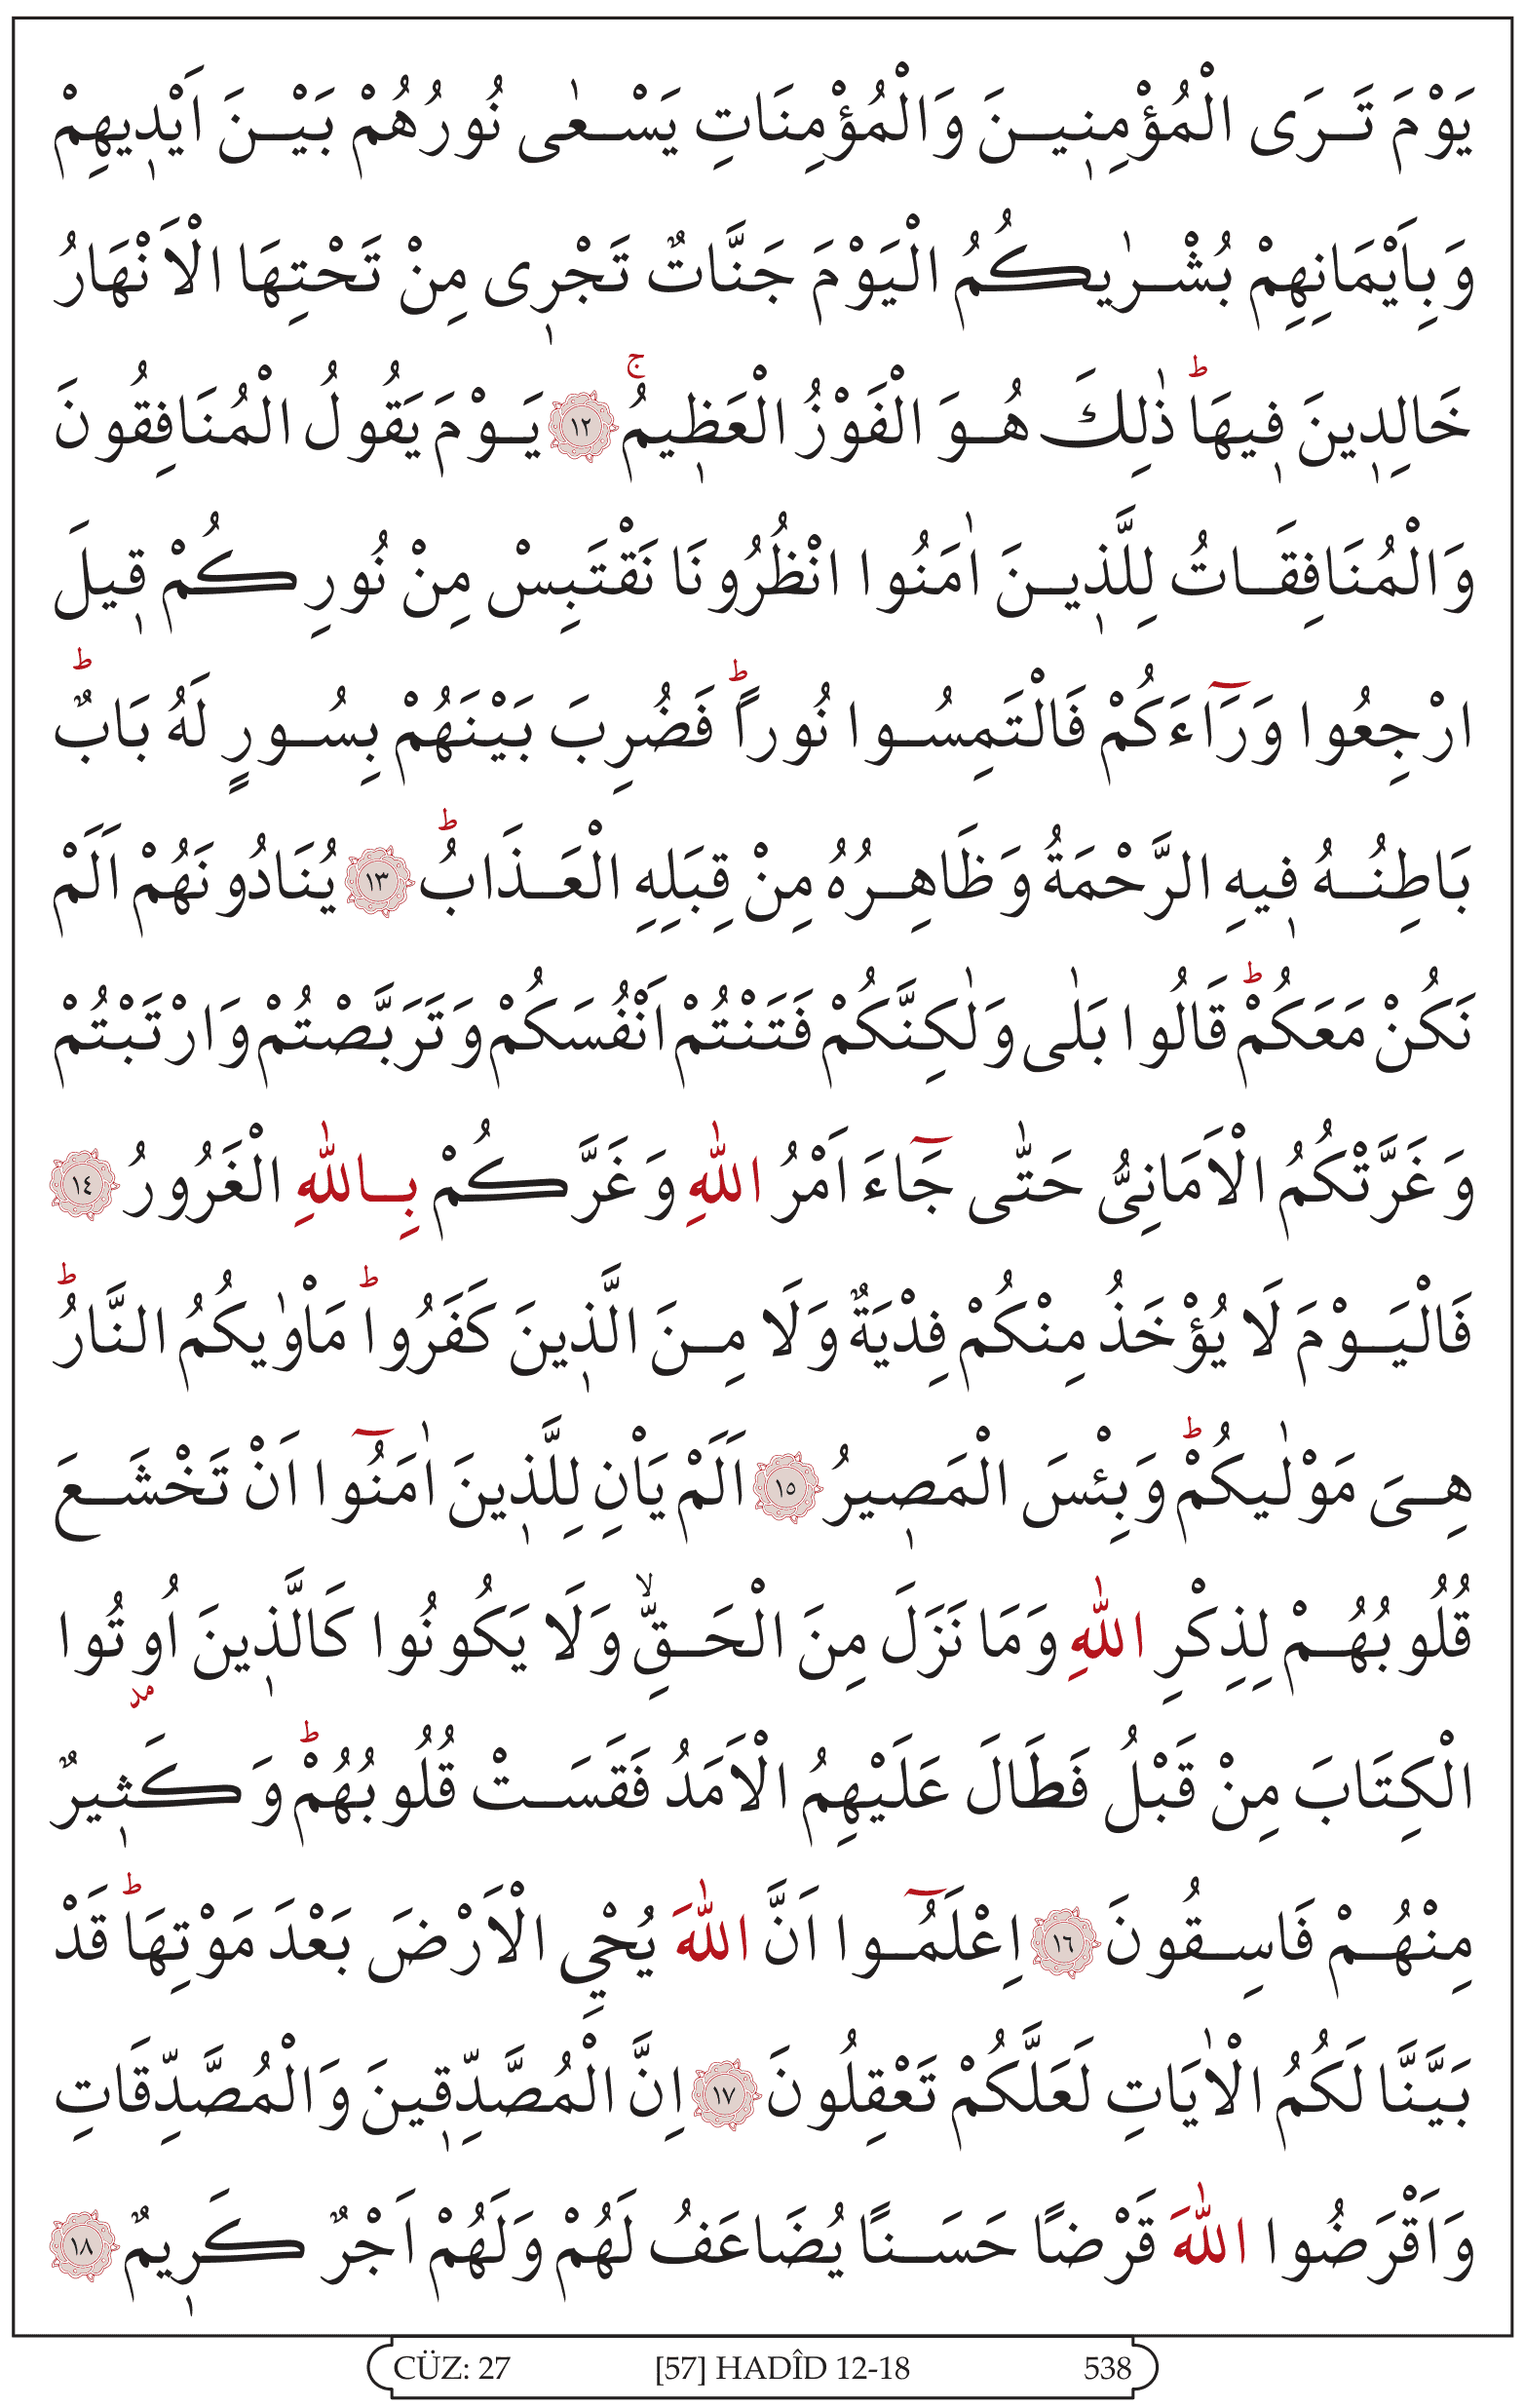 يَوْمَ تَرَى الْمُؤْمِن۪ينَ وَالْمُؤْمِنَاتِ يَسْعٰى نُورُهُمْ بَيْنَ اَيْد۪يهِمْ
وَبِاَيْمَانِهِمْ بُشْرٰيكُمُ الْيَوْمَ جَنَّاتٌ تَجْر۪ى مِنْ تَحْتِهَا الْاَنْهَارُ
خَالِد۪ينَ ف۪يهَاۜ ذٰلِكَ هُوَ الْفَوْزُ الْعَظ۪يمُۚ ﴿١٢﴾ يَوْمَ يَقُولُ الْمُنَافِقُونَ
وَالْمُنَافِقَاتُ لِلَّذ۪ينَ اٰمَنُوا انْظُرُونَا نَقْتَبِسْ مِنْ نُورِكُمْ ق۪يلَ
ارْجِعُوا وَرَٓاءَكُمْ فَالْتَمِسُوا نُوراًۜ فَضُرِبَ بَيْنَهُمْ بِسُورٍ لَهُ بَابٌۜ
بَاطِنُهُ ف۪يهِ الرَّحْمَةُ وَظَاهِرُهُ مِنْ قِبَلِهِ الْعَذَابُۜ ﴿١٣﴾ يُنَادُونَهُمْ اَلَمْ
نَكُنْ مَعَكُمْۜ قَالُوا بَلٰى وَلٰكِنَّكُمْ فَتَنْتُمْ اَنْفُسَكُمْ وَتَرَبَّصْتُمْ وَارْتَبْتُمْ
وَغَرَّتْكُمُ الْاَمَانِىُّ حَتّٰى جَٓاءَ اَمْرُ اللّٰهِ وَغَرَّكُمْ بِاللّٰهِ الْغَرُورُ ﴿١٤﴾
فَالْيَوْمَ لَا يُؤْخَذُ مِنْكُمْ فِدْيَةٌ وَلَا مِنَ الَّذ۪ينَ كَفَرُواۜ مَاْوٰيكُمُ النَّارُۜ
هِىَ مَوْلٰيكُمْۜ وَبِئْسَ الْمَص۪يرُ ﴿١٥﴾ اَلَمْ يَاْنِ لِلَّذ۪ينَ اٰمَنُٓوا اَنْ تَخْشَعَ
قُلُوبُهُمْ لِذِكْرِ اللّٰهِ وَمَا نَزَلَ مِنَ الْحَقِّۙ وَلَا يَكُونُوا كَالَّذ۪ينَ اُو۫تُوا
الْكِتَابَ مِنْ قَبْلُ فَطَالَ عَلَيْهِمُ الْاَمَدُ فَقَسَتْ قُلُوبُهُمْۜ وَكَث۪يرٌ
مِنْهُمْ فَاسِقُونَ ﴿١٦﴾ اِعْلَمُٓوا اَنَّ اللّٰهَ يُحْيِي الْاَرْضَ بَعْدَ مَوْتِهَاۜ قَدْ
بَيَّنَّا لَكُمُ الْاٰيَاتِ لَعَلَّكُمْ تَعْقِلُونَ ﴿١٧﴾ اِنَّ الْمُصَّدِّق۪ينَ وَالْمُصَّدِّقَاتِ
وَاَقْرَضُوا اللّٰهَ قَرْضًا حَسَنًا يُضَاعَفُ لَهُمْ وَلَهُمْ اَجْرٌ كَر۪يمٌ ﴿١٨﴾
CÜZ: 27 [57] HADÎD 12-18 538